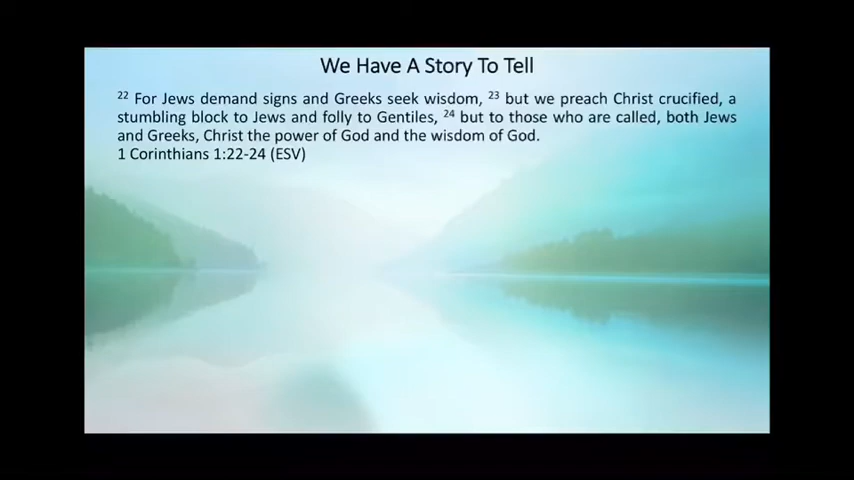 We Have A Story To Tell
22 For Jews demand signs and Greeks seek wisdom, 23 but we preach Christ crucified, a
stumbling block to Jews and folly to Gentiles, 24 but to those who are called, both Jews
and Greeks, Christ the power of God and the wisdom of God.
1 Corinthians 1:22-24 (ESV)